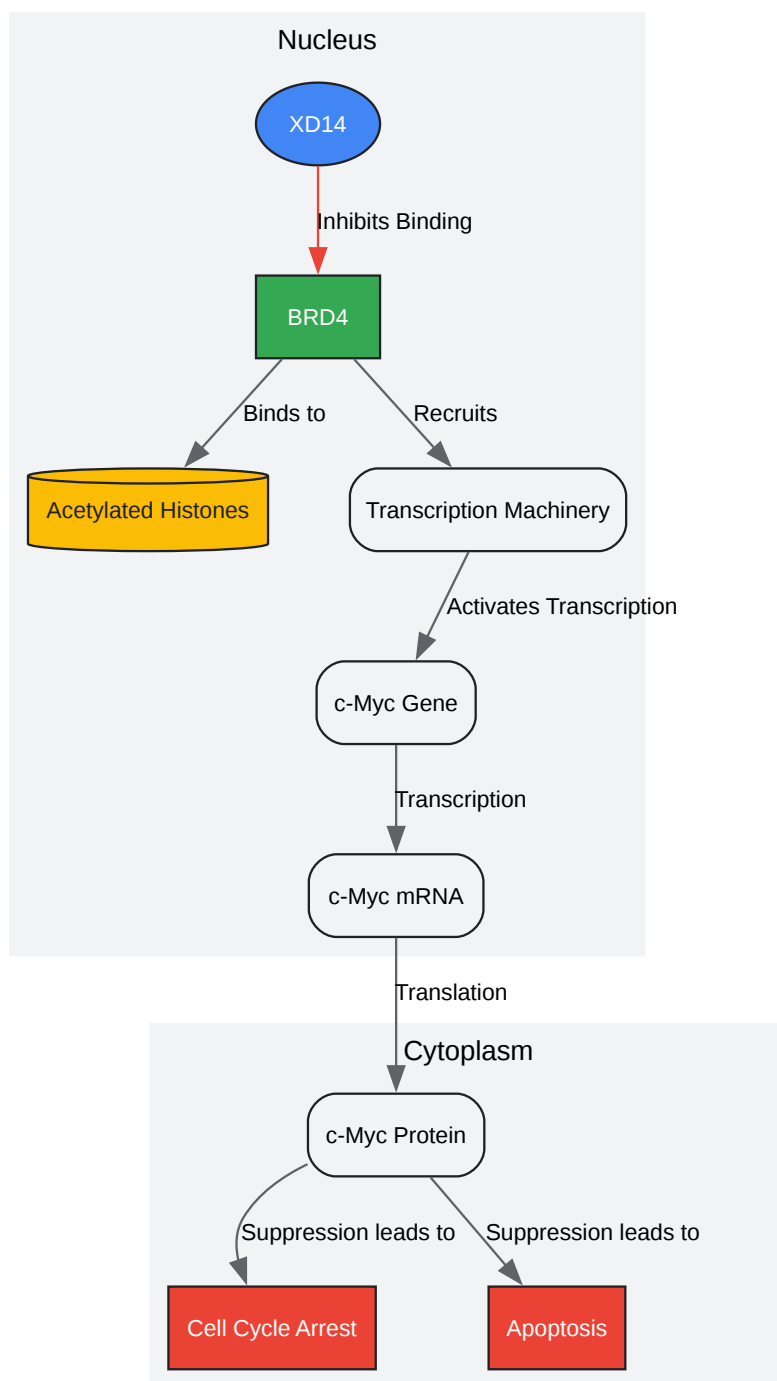 Nucleus
XD14
Inhibits Binding
BRD4
Binds to
Recruits
Acetylated Histones
Transcription Machinery
Activates Transcription
c-Myc Gene
Transcription
c-Myc mRNA
Translation
Cytoplasm
c-Myc Protein
Suppression leads to
Suppression leads to
Cell Cycle Arrest
Apoptosis